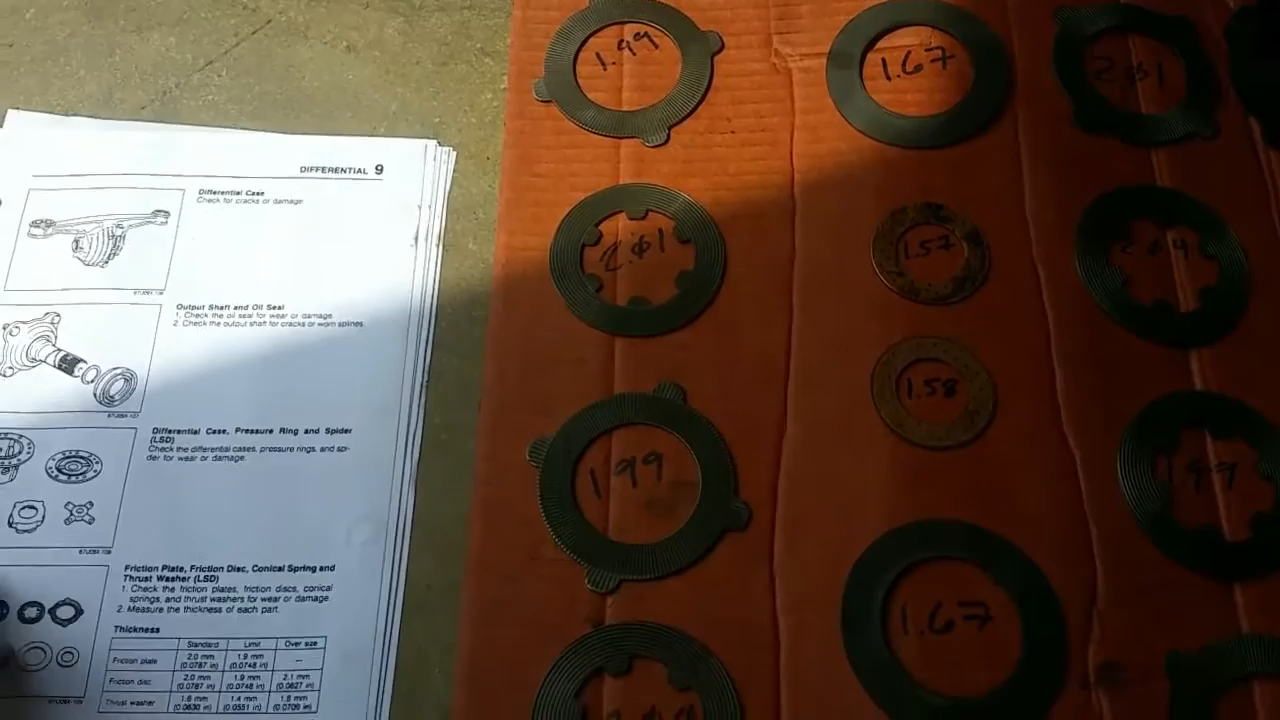 DIFFERENTIAL 9
Differential Case
Check for cracks or damage
Output Shaft and Oil Seal
1. Check the oil seal for wear or damage.
2. Check the output shaft for cracks or worn splines.
Differential Case, Pressure Ring and Spider
(LSD)
Check the differential cases, pressure rings, and spi-
der for wear or damage.
Friction Plate, Friction Disc, Conical Spring and
Thrust Washer (LSD)
1. Check the friction plates, friction discs, conical
springs, and thrust washers for wear or damage.
2. Measure the thickness of each part.
Thickness
Standard Limit Over size
Friction plate 2.0 mm (0.0787 in) 1.9 mm (0.0748 in) —
Friction disc 2.0 mm (0.0787 in) 1.9 mm (0.0748 in) 2.1 mm (0.0827 in)
Thrust washer 1.6 mm (0.0630 in) 1.4 mm (0.0551 in) 1.8 mm (0.0709 in)
1.99
2.01
1.99
1.67
1.57
1.58
1.67
2.01
2.04
1.99